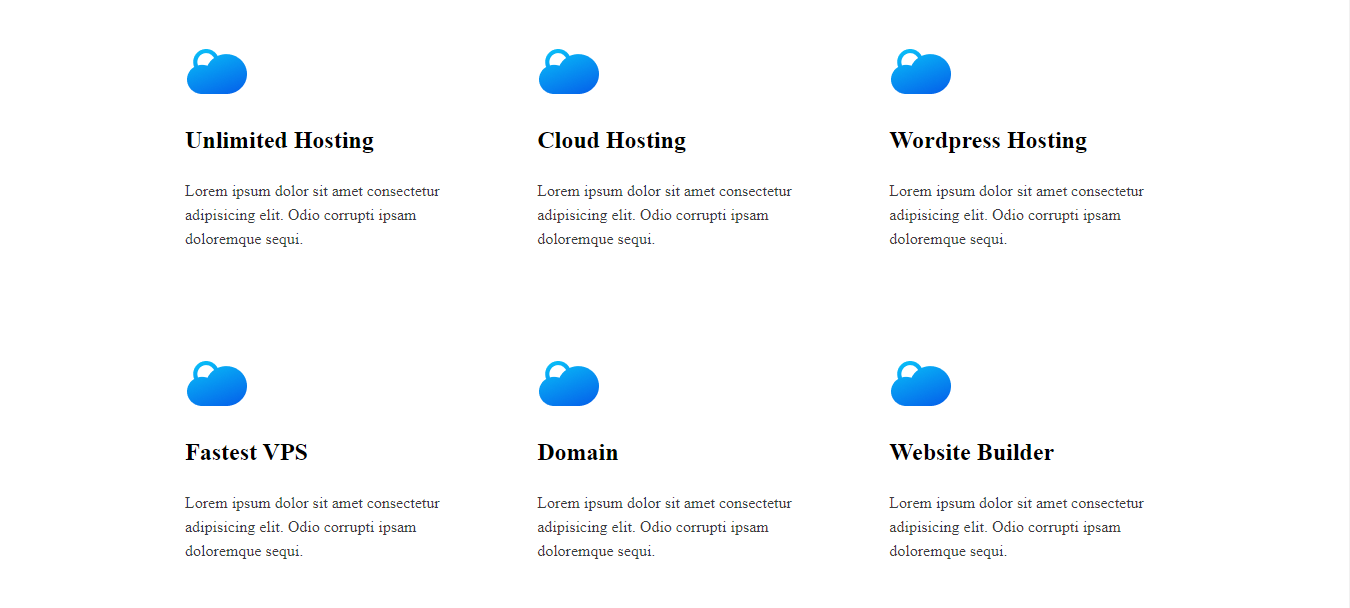 Unlimited Hosting
Lorem ipsum dolor sit amet consectetur
adipisicing elit. Odio corrupti ipsam
doloremque sequi.
Cloud Hosting
Lorem ipsum dolor sit amet consectetur
adipisicing elit. Odio corrupti ipsam
doloremque sequi.
Wordpress Hosting
Lorem ipsum dolor sit amet consectetur
adipisicing elit. Odio corrupti ipsam
doloremque sequi.
Fastest VPS
Lorem ipsum dolor sit amet consectetur
adipisicing elit. Odio corrupti ipsam
doloremque sequi.
Domain
Lorem ipsum dolor sit amet consectetur
adipisicing elit. Odio corrupti ipsam
doloremque sequi.
Website Builder
Lorem ipsum dolor sit amet consectetur
adipisicing elit. Odio corrupti ipsam
doloremque sequi.